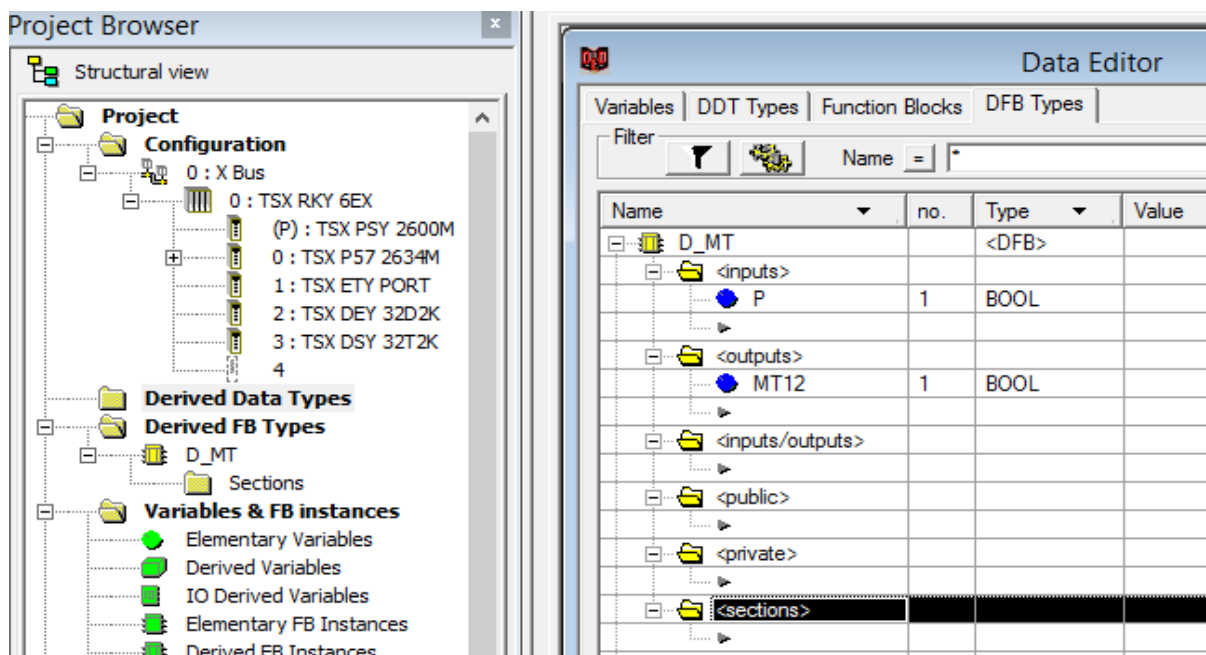 Project Browser
x
Structural view
Project
Configuration
0 : X Bus
0 : TSX RKY 6EX
(P) : TSX PSY 2600M
0 : TSX P57 2634M
1 : TSX ETY PORT
2 : TSX DEY 32D2K
3 : TSX DSY 32T2K
4
Derived Data Types
Derived FB Types
D_MT
Sections
Variables & FB instances
Elementary Variables
Derived Variables
IO Derived Variables
Elementary FB Instances
Derived FB Instances
Data Editor
Variables DDT Types Function Blocks DFB Types
Filter
Name = *
Name no. Type Value
D_MT <DFB>
<inputs>
P 1 BOOL
<outputs>
MT12 1 BOOL
<inputs/outputs>
<public>
<private>
<sections>